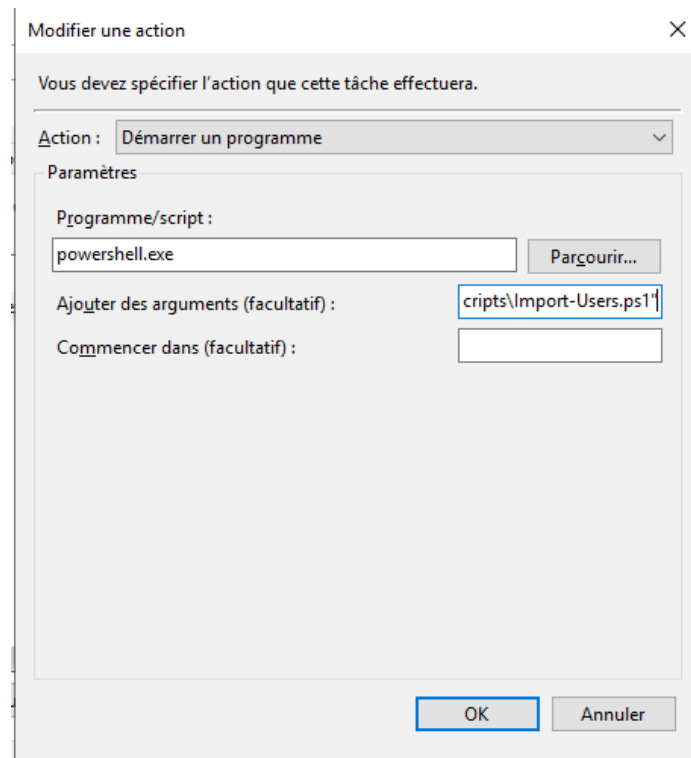 Modifier une action
Vous devez spécifier l'action que cette tâche effectuera.
Action : Démarrer un programme
Paramètres
Programme/script :
powershell.exe Parcourir...
Ajouter des arguments (facultatif) : cripts\Import-Users.ps1"
Commencer dans (facultatif) :
OK Annuler